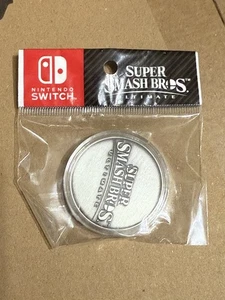 NINTENDO
SWITCH
SUPER
SMASH BROS.
ULTIMATE
SUPER
SMASH BROS.
ULTIMATE